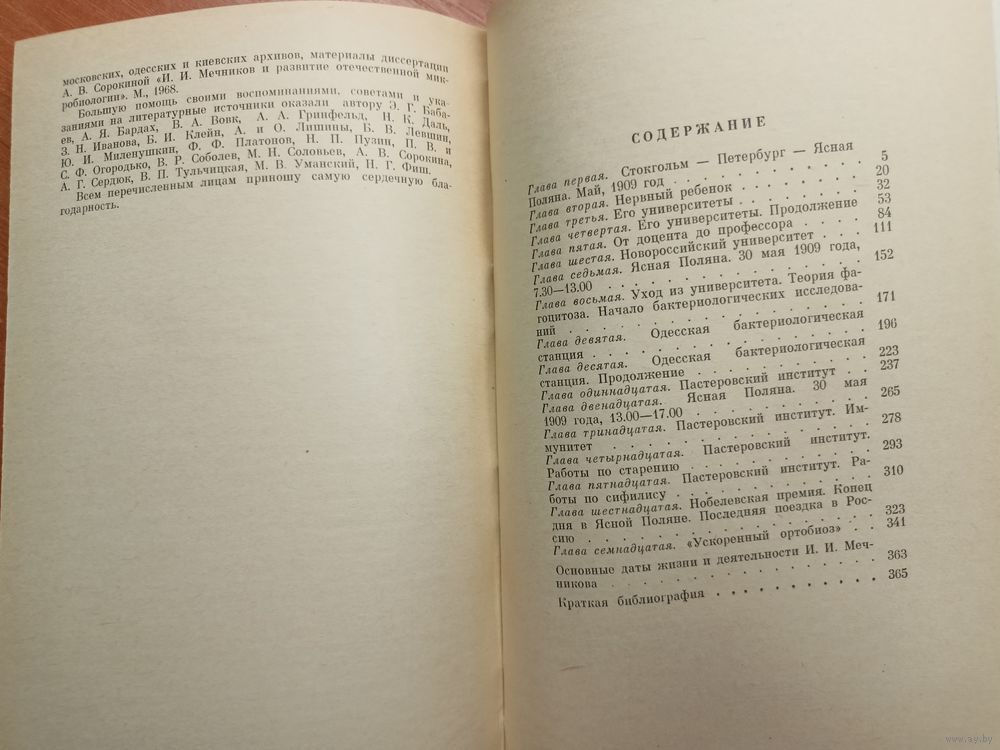 московских, одесских и киевских архивов, материалы диссертации
А. В. Сорокиной «И. И. Мечников и развитие отечественной мик-
робиологии». М., 1968.
Большую помощь своими воспоминаниями, советами и ука-
заниями на литературные источники оказали автору Э. Г. Баба-
ев, А. Я. Бардах, В. А. Вовк, А. А. Гринфельд, Н. К. Даль,
З. Н. Иванова, Б. И. Клейн, А. и О. Лишины, Б. В. Левшин,
Ю. И. Миленушкин, Ф. Ф. Платонов, Н. П. Пузин, П. В. и
С. Ф. Огородько, В. Р. Соболев, М. Н. Соловьев, А. В. Сорокина,
А. Г. Сердюк, В. П. Тульчицкая, М. В. Уманский, Н. Г. Фиш.
Всем перечисленным лицам приношу самую сердечную бла-
годарность.
СОДЕРЖАНИЕ
Глава первая. Стокгольм — Петербург — Ясная
Поляна. Май, 1909 год . . . . . . . . . 5
Глава вторая. Нервный ребенок . . . . . . 20
Глава третья. Его университеты . . . . . . 32
Глава четвертая. Его университеты. Продолжение 53
Глава пятая. От доцента до профессора . . . . 84
Глава шестая. Новороссийский университет . . . 111
Глава седьмая. Ясная Поляна. 30 мая 1909 года,
7.30—13.00 . . . . . . . . . . . 152
Глава восьмая. Уход из университета. Теория фа-
гоцитоза. Начало бактериологических исследова-
ний . . . . . . . . . . . . . 171
Глава девятая. Одесская бактериологическая
станция . . . . . . . . . . . . 196
Глава десятая. Одесская бактериологическая
станция. Продолжение . . . . . . . . 223
Глава одиннадцатая. Пастеровский институт . . 237
Глава двенадцатая. Ясная Поляна. 30 мая
1909 года, 13.00—17.00 . . . . . . . . 265
Глава тринадцатая. Пастеровский институт. Им-
мунитет . . . . . . . . . . . . 278
Глава четырнадцатая. Пастеровский институт.
Работы по старению . . . . . . . . . 293
Глава пятнадцатая. Пастеровский институт. Ра-
боты по сифилису . . . . . . . . . . 310
Глава шестнадцатая. Нобелевская премия. Конец
дня в Ясной Поляне. Последняя поездка в Рос-
сию . . . . . . . . . . . . . 323
Глава семнадцатая. «Ускоренный ортобиоз» . . 341
Основные даты жизни и деятельности И. И. Меч-
никова . . . . . . . . . . . . 363
Краткая библиография . . . . . . . . 365
www.ay.by